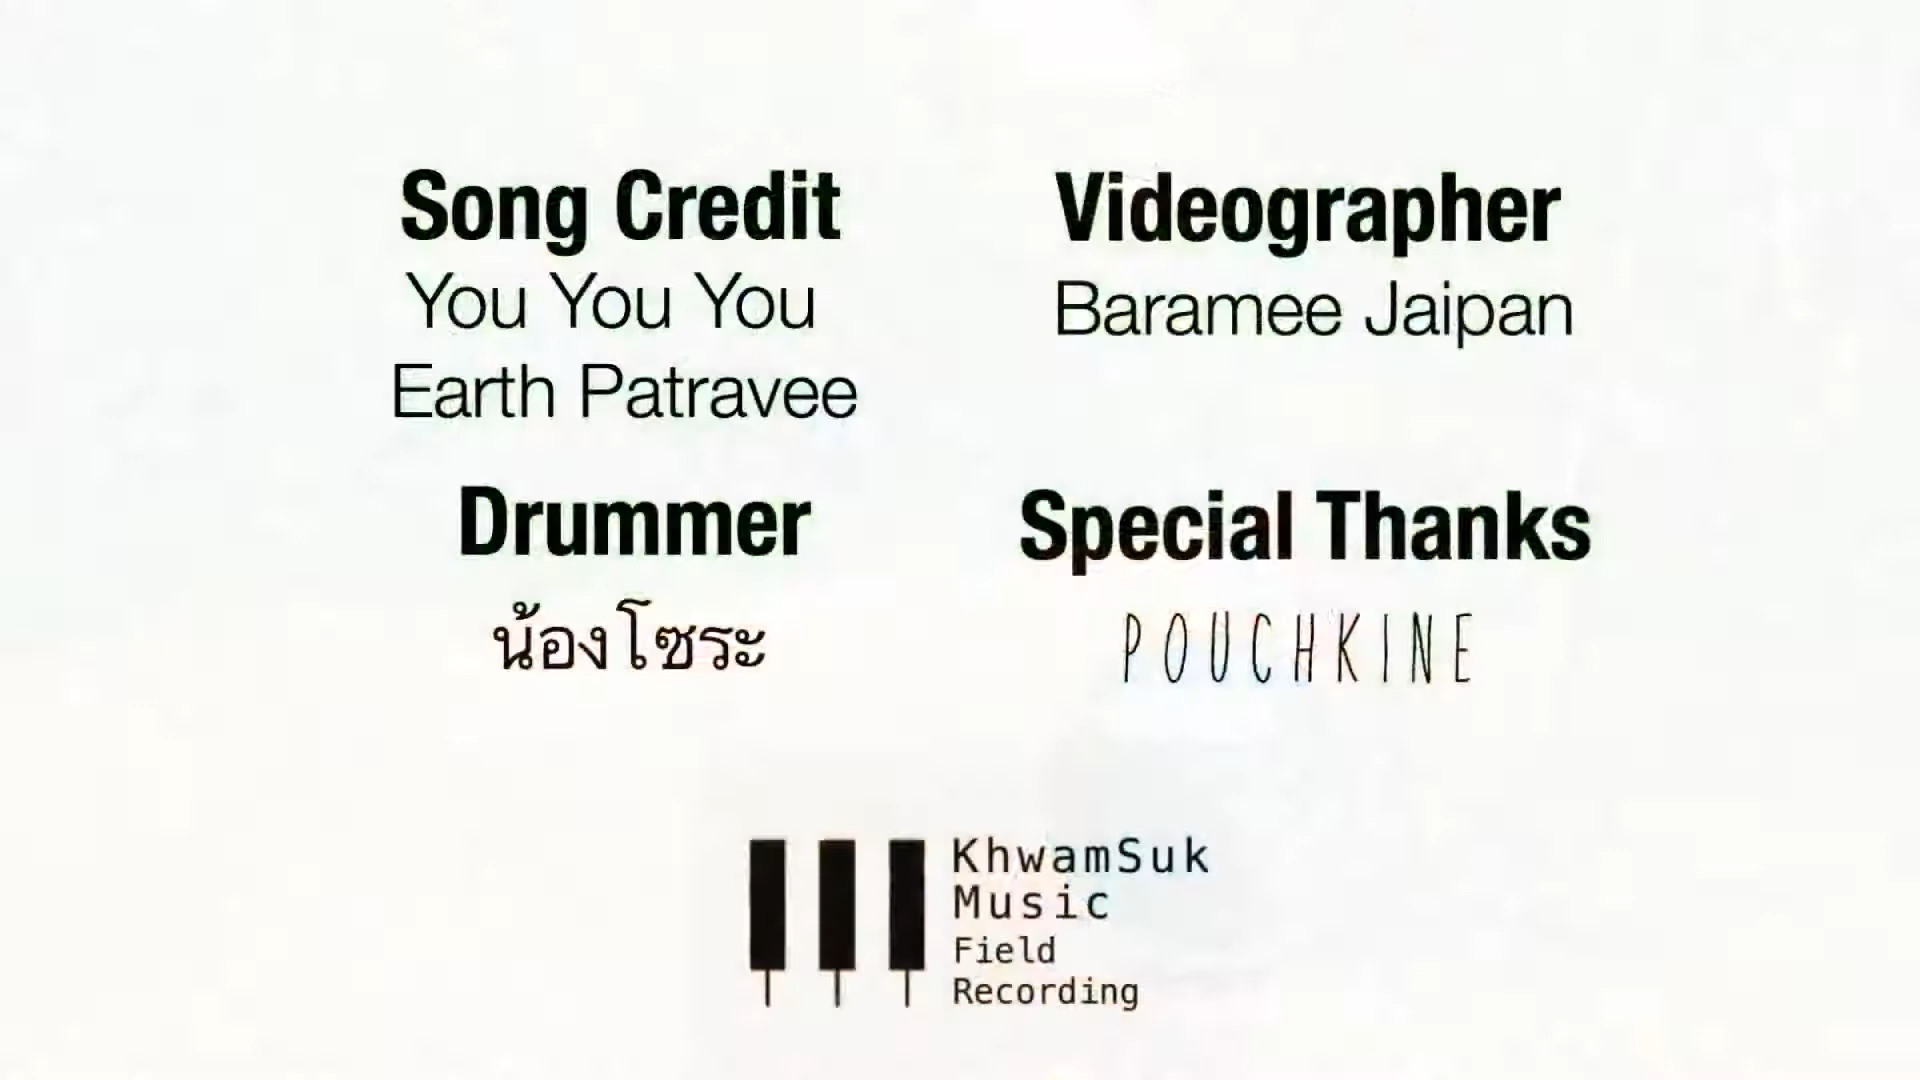 Song Credit
You You You
Earth Patravee
Videographer
Baramee Jaipan
Drummer
น้องโซระ
Special Thanks
POUCHKINE
KhwamSuk
Music
Field
Recording